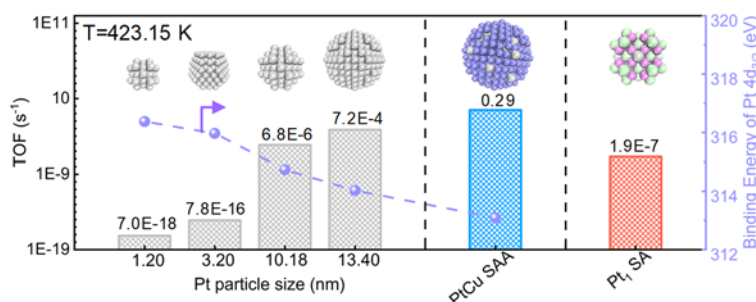 T=423.15 K
1E11
10
1E-9
1E-19
TOF (s⁻¹)
7.0E-18
7.8E-16
6.8E-6
7.2E-4
0.29
1.9E-7
1.20
3.20
10.18
13.40
Pt particle size (nm)
PtCu SAA
Pt₁ SA
320
318
316
314
312
Binding Energy of Pt 4d₃/₂ (eV)